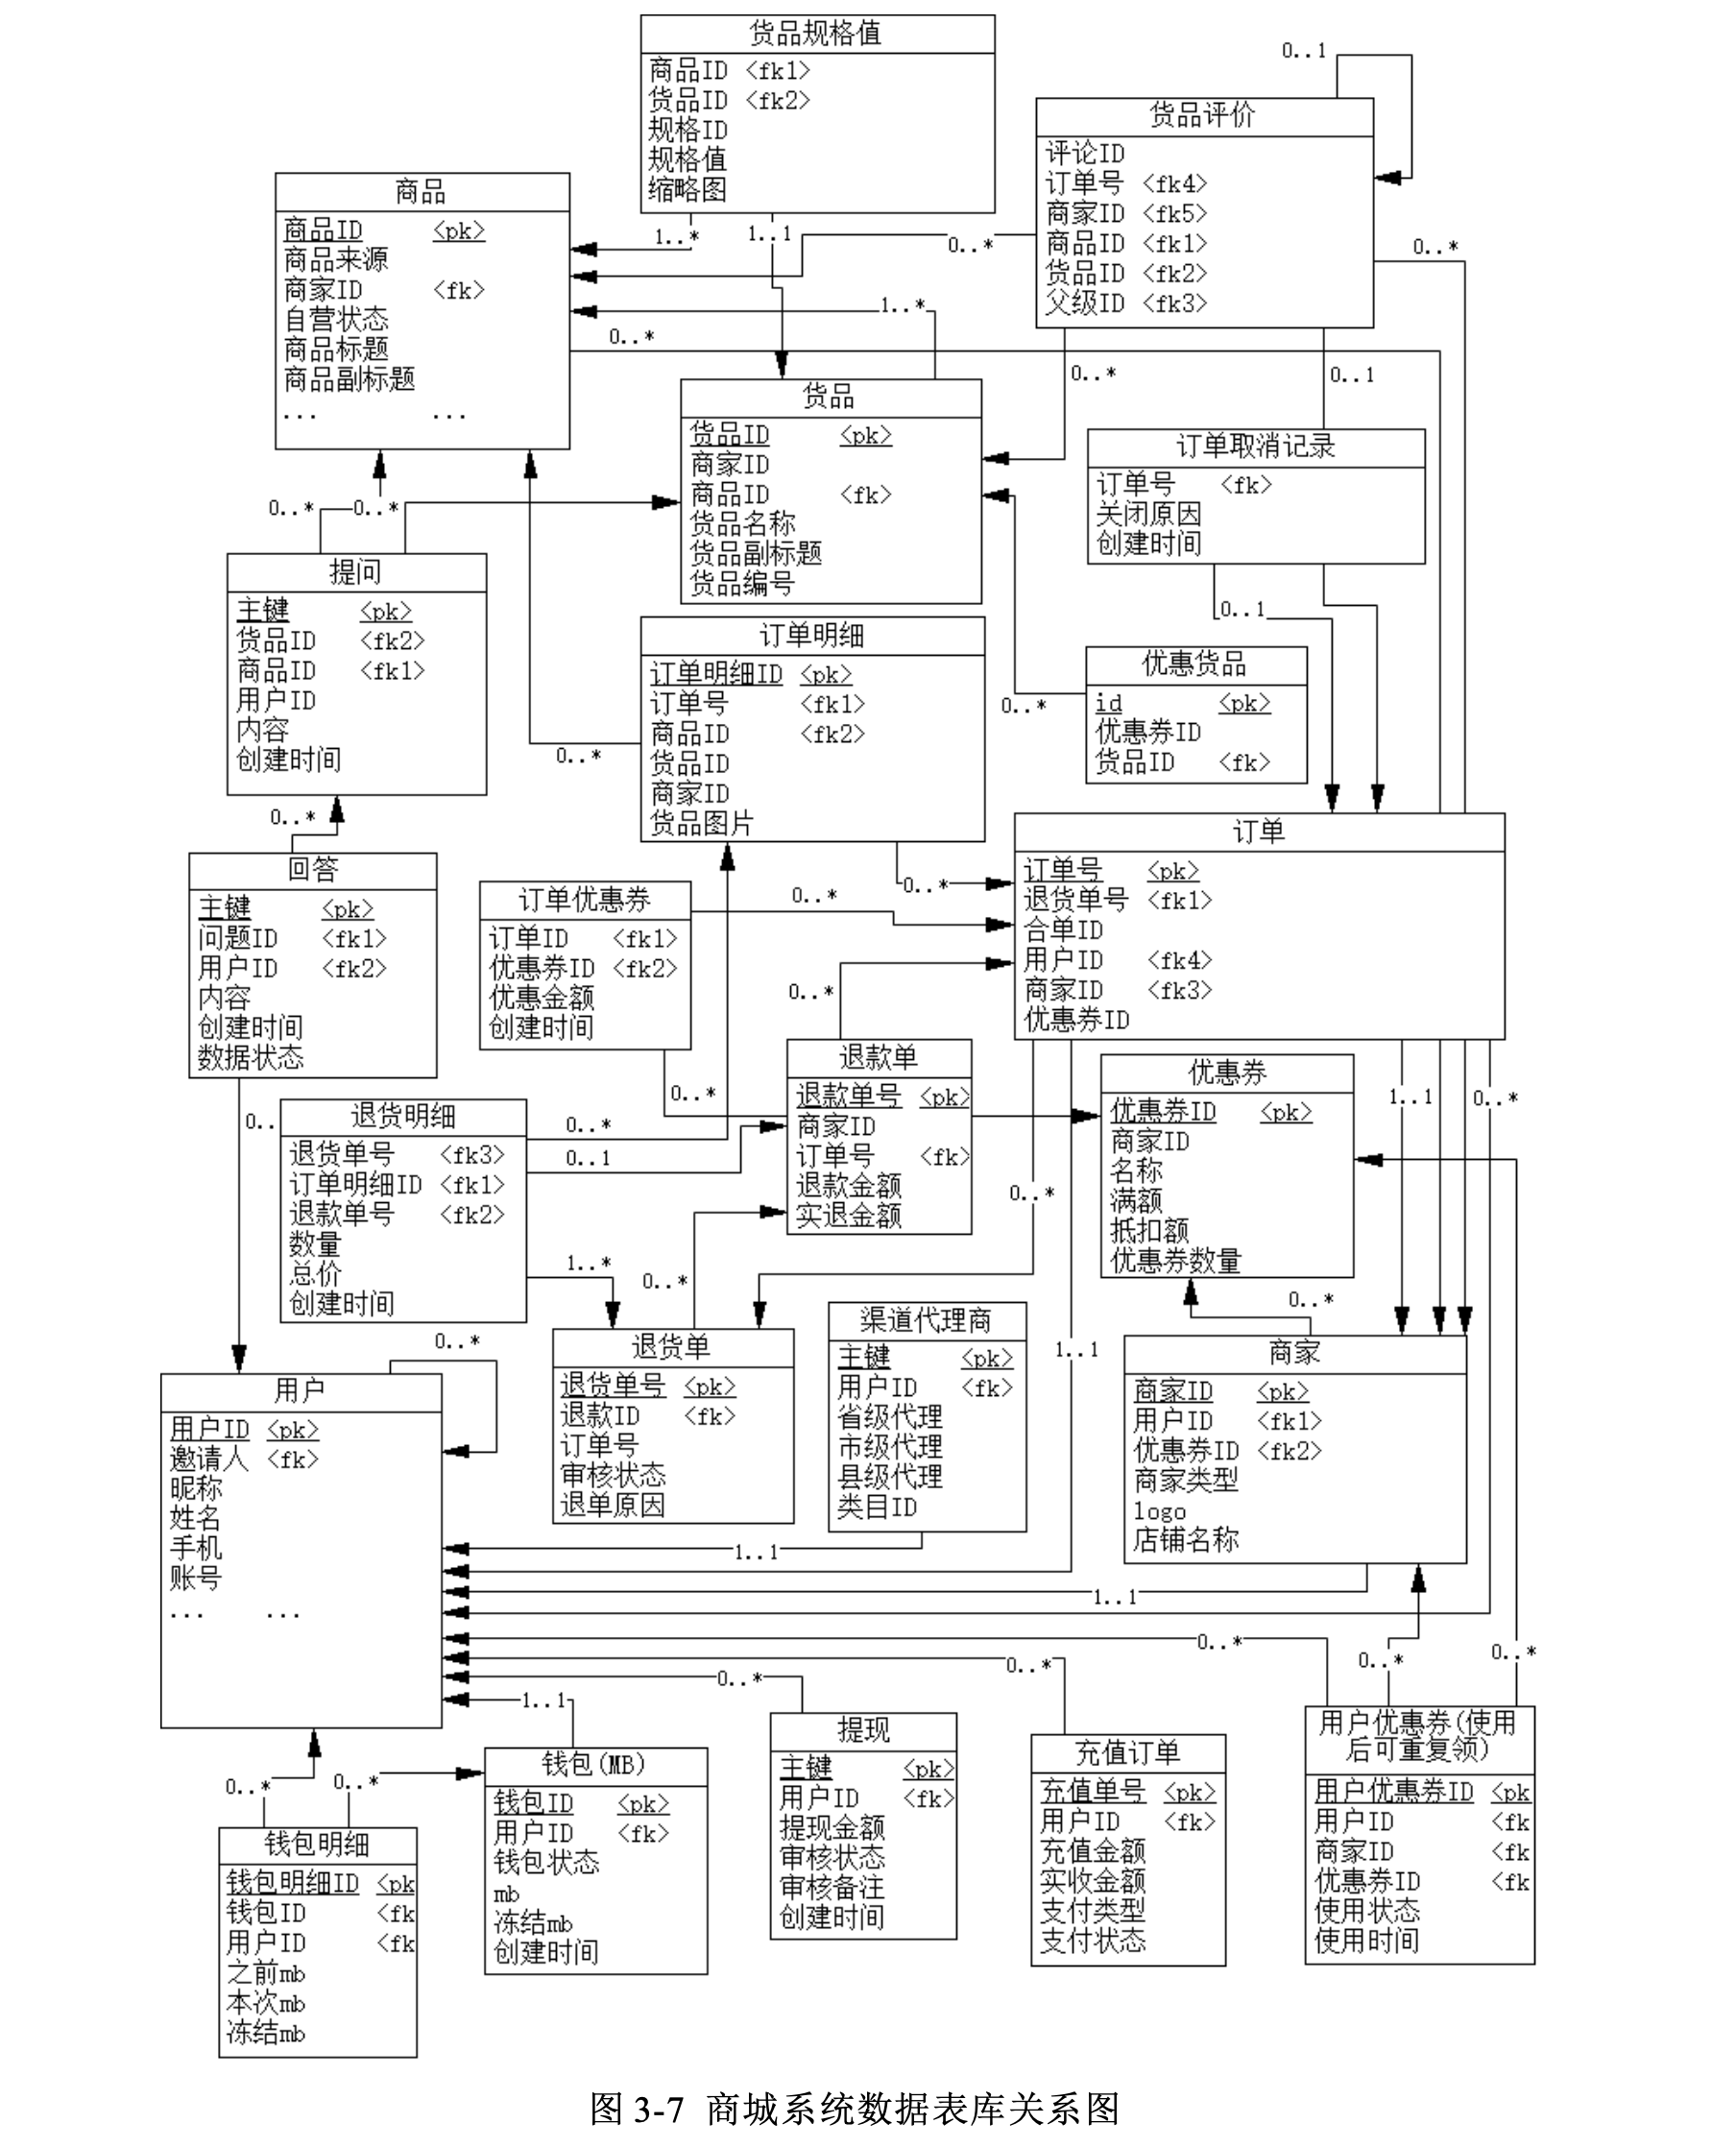 货品规格值
商品ID <fk1>
货品ID <fk2>
规格ID
规格值
缩略图
0..1
货品评价
评论ID
订单号 <fk4>
商家ID <fk5>
商品ID <fk1>
货品ID <fk2>
父级ID <fk3>
商品
商品ID <pk>
商品来源
商家ID <fk>
自营状态
商品标题
商品副标题
... ...
1..*
1..1
0..*
0..*
1..*
0..*
0..*
0..1
货品
货品ID <pk>
商家ID
商品ID <fk>
货品名称
货品副标题
货品编号
订单取消记录
订单号 <fk>
关闭原因
创建时间
0..*
0..*
提问
主键 <pk>
货品ID <fk2>
商品ID <fk1>
用户ID
内容
创建时间
0..1
订单明细
订单明细ID <pk>
订单号 <fk1>
商品ID <fk2>
货品ID
商家ID
货品图片
优惠货品
id <pk>
优惠券ID
货品ID <fk>
0..*
0..*
0..*
回答
主键 <pk>
问题ID <fk1>
用户ID <fk2>
内容
创建时间
数据状态
订单优惠券
订单ID <fk1>
优惠券ID <fk2>
优惠金额
创建时间
0..*
0..*
订单
订单号 <pk>
退货单号 <fk1>
合单ID
用户ID <fk4>
商家ID <fk3>
优惠券ID
0..*
退款单
退款单号 <pk>
商家ID
订单号 <fk>
退款金额
实退金额
优惠券
优惠券ID <pk>
商家ID
名称
满额
抵扣额
优惠券数量
0..*
1..1
0..*
0..
退货明细
退货单号 <fk3>
订单明细ID <fk1>
退款单号 <fk2>
数量
总价
创建时间
0..*
0..1
0..*
1..*
0..*
0..*
0..*
1..1
退货单
退货单号 <pk>
退款ID <fk>
订单号
审核状态
退单原因
渠道代理商
主键 <pk>
用户ID <fk>
省级代理
市级代理
县级代理
类目ID
商家
商家ID <pk>
用户ID <fk1>
优惠券ID <fk2>
商家类型
logo
店铺名称
用户
用户ID <pk>
邀请人 <fk>
昵称
姓名
手机
账号
... ...
1..1
1..1
0..*
0..*
0..*
0..*
0..*
1..1
0..*
0..*
钱包明细
钱包明细ID <pk
钱包ID <fk
用户ID <fk
之前mb
本次mb
冻结mb
钱包(MB)
钱包ID <pk>
用户ID <fk>
钱包状态
mb
冻结mb
创建时间
提现
主键 <pk>
用户ID <fk>
提现金额
审核状态
审核备注
创建时间
充值订单
充值单号 <pk>
用户ID <fk>
充值金额
实收金额
支付类型
支付状态
用户优惠券(使用
后可重复领)
用户优惠券ID <pk
用户ID <fk
商家ID <fk
优惠券ID <fk
使用状态
使用时间
图 3-7 商城系统数据表库关系图